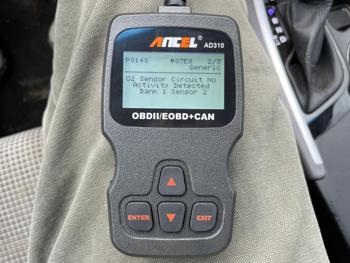 ANCEL
AD310
P0140 $07E8 2/5
Generic
O2 Sensor Circuit No
Activity Detected
Bank 1 Sensor 2
OBDII/EOBD+CAN
ENTER
EXIT